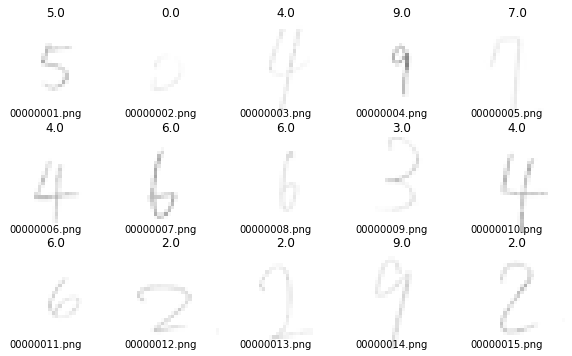 5.0 0.0 4.0 9.0 7.0
5 0 4 9 7
00000001.png 00000002.png 00000003.png 00000004.png 00000005.png
4.0 6.0 6.0 3.0 4.0
4 6 6 3 4
00000006.png 00000007.png 00000008.png 00000009.png 00000010.png
6.0 2.0 2.0 9.0 2.0
6 2 2 9 2
00000011.png 00000012.png 00000013.png 00000014.png 00000015.png